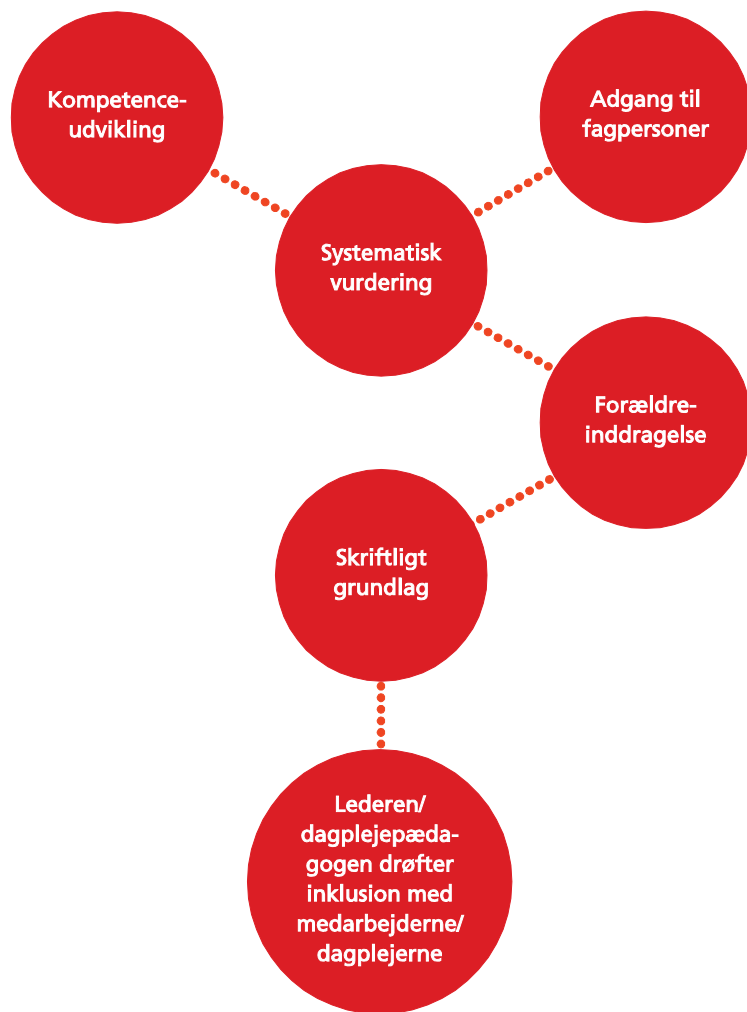 Kompetence-
udvikling
Adgang til
fagpersoner
Systematisk
vurdering
Forældre-
inddragelse
Skriftligt
grundlag
Lederen/
dagplejepæda-
gogen drøfter
inklusion med
medarbejderne/
dagplejerne